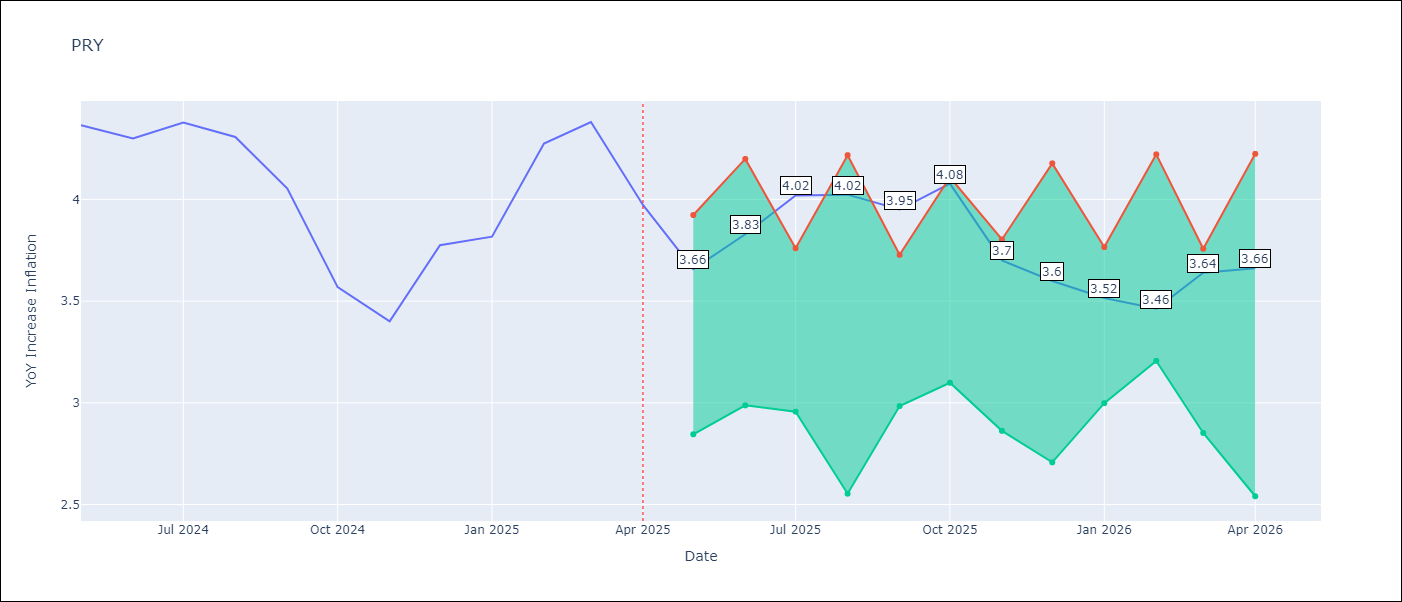 PRY
YoY Increase Inflation
4
3.5
3
2.5
3.66
3.83
4.02
4.02
3.95
4.08
3.7
3.6
3.52
3.46
3.64
3.66
Jul 2024
Oct 2024
Jan 2025
Apr 2025
Jul 2025
Oct 2025
Jan 2026
Apr 2026
Date